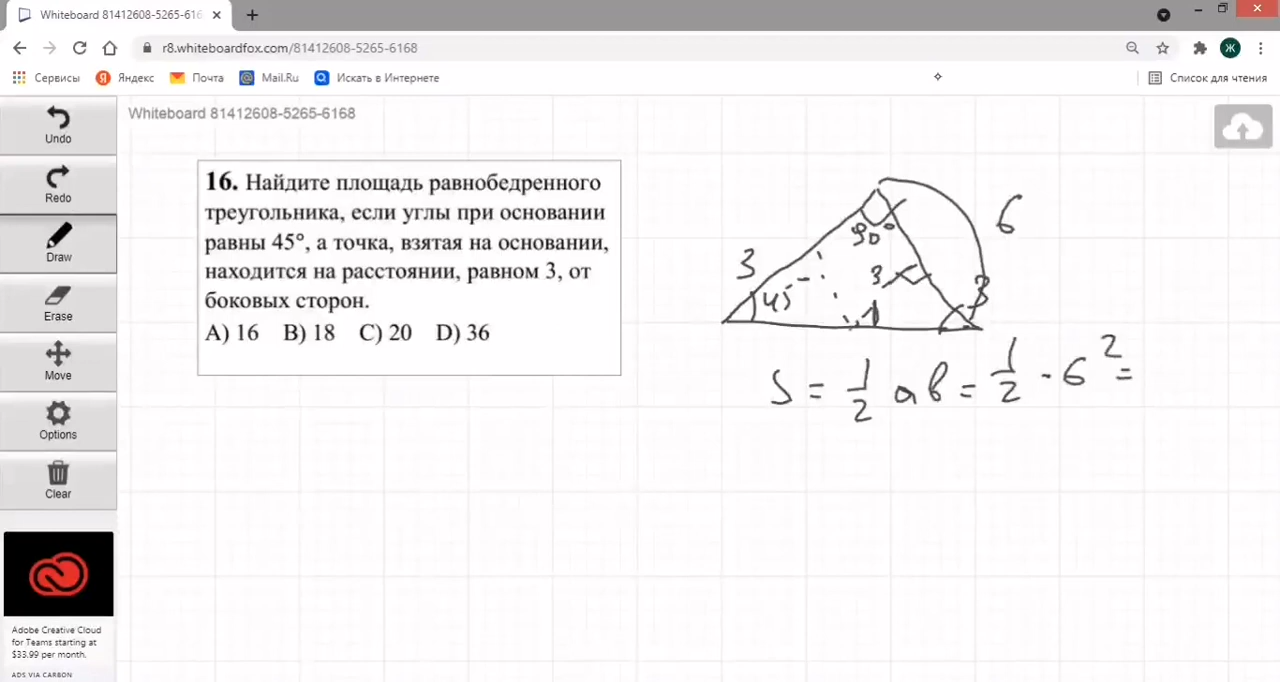 Whiteboard 81412608-5265-616
r8.whiteboardfox.com/81412608-5265-6168
Ж
Сервисы Яндекс Почта Mail.Ru Искать в Интернете Список для чтения
Whiteboard 81412608-5265-6168
Undo
Redo
Draw
Erase
Move
Options
Clear
16. Найдите площадь равнобедренного
треугольника, если углы при основании
равны 45°, а точка, взятая на основании,
находится на расстоянии, равном 3, от
боковых сторон.
A) 16 B) 18 C) 20 D) 36
6
90°
3
3
3
45
S = 1/2 ab = 1/2 · 6² =
Adobe Creative Cloud
for Teams starting at
$33.99 per month.
ADS VIA CARBON